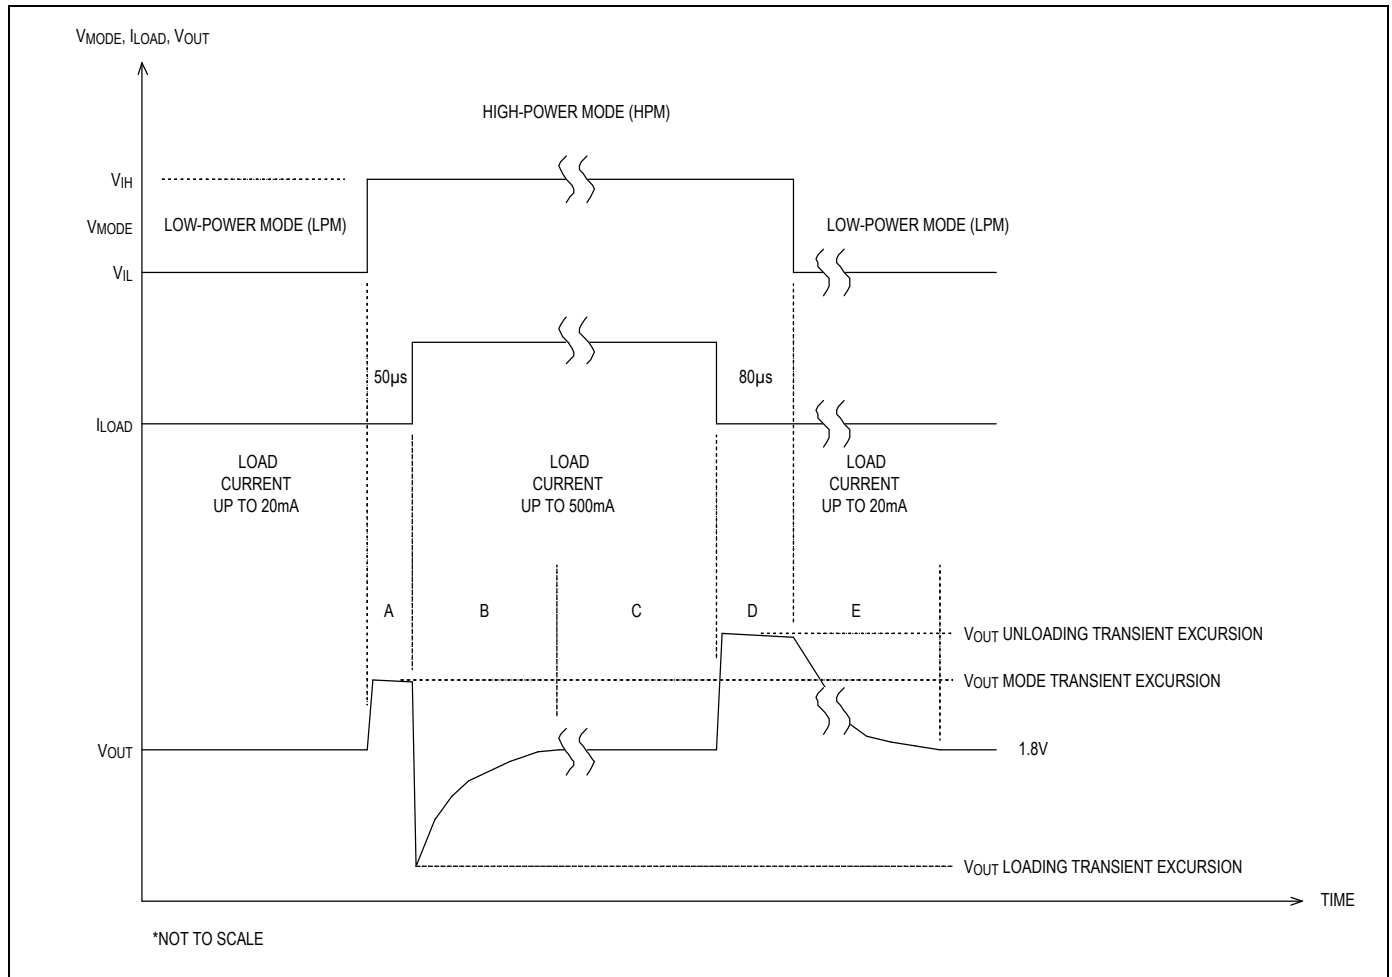 VMODE, ILOAD, VOUT
HIGH-POWER MODE (HPM)
VIH
VMODE
LOW-POWER MODE (LPM)
LOW-POWER MODE (LPM)
VIL
50µs
80µs
ILOAD
LOAD
CURRENT
UP TO 20mA
LOAD
CURRENT
UP TO 500mA
LOAD
CURRENT
UP TO 20mA
A
B
C
D
E
VOUT UNLOADING TRANSIENT EXCURSION
VOUT MODE TRANSIENT EXCURSION
VOUT
1.8V
VOUT LOADING TRANSIENT EXCURSION
TIME
*NOT TO SCALE